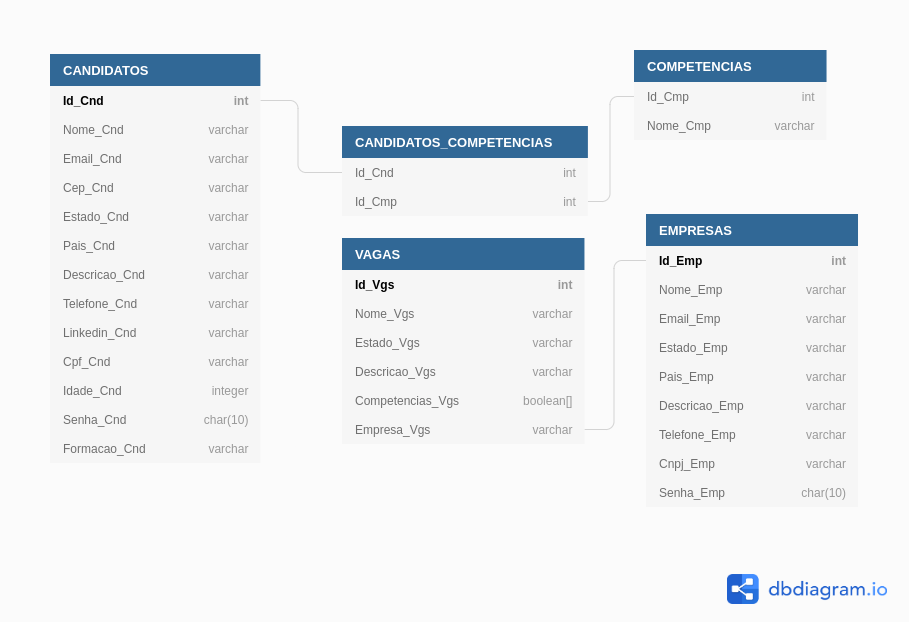 CANDIDATOS
Id_Cnd int
Nome_Cnd varchar
Email_Cnd varchar
Cep_Cnd varchar
Estado_Cnd varchar
Pais_Cnd varchar
Descricao_Cnd varchar
Telefone_Cnd varchar
Linkedin_Cnd varchar
Cpf_Cnd varchar
Idade_Cnd integer
Senha_Cnd char(10)
Formacao_Cnd varchar
CANDIDATOS_COMPETENCIAS
Id_Cnd int
Id_Cmp int
VAGAS
Id_Vgs int
Nome_Vgs varchar
Estado_Vgs varchar
Descricao_Vgs varchar
Competencias_Vgs boolean[]
Empresa_Vgs varchar
COMPETENCIAS
Id_Cmp int
Nome_Cmp varchar
EMPRESAS
Id_Emp int
Nome_Emp varchar
Email_Emp varchar
Estado_Emp varchar
Pais_Emp varchar
Descricao_Emp varchar
Telefone_Emp varchar
Cnpj_Emp varchar
Senha_Emp char(10)
dbdiagram.io